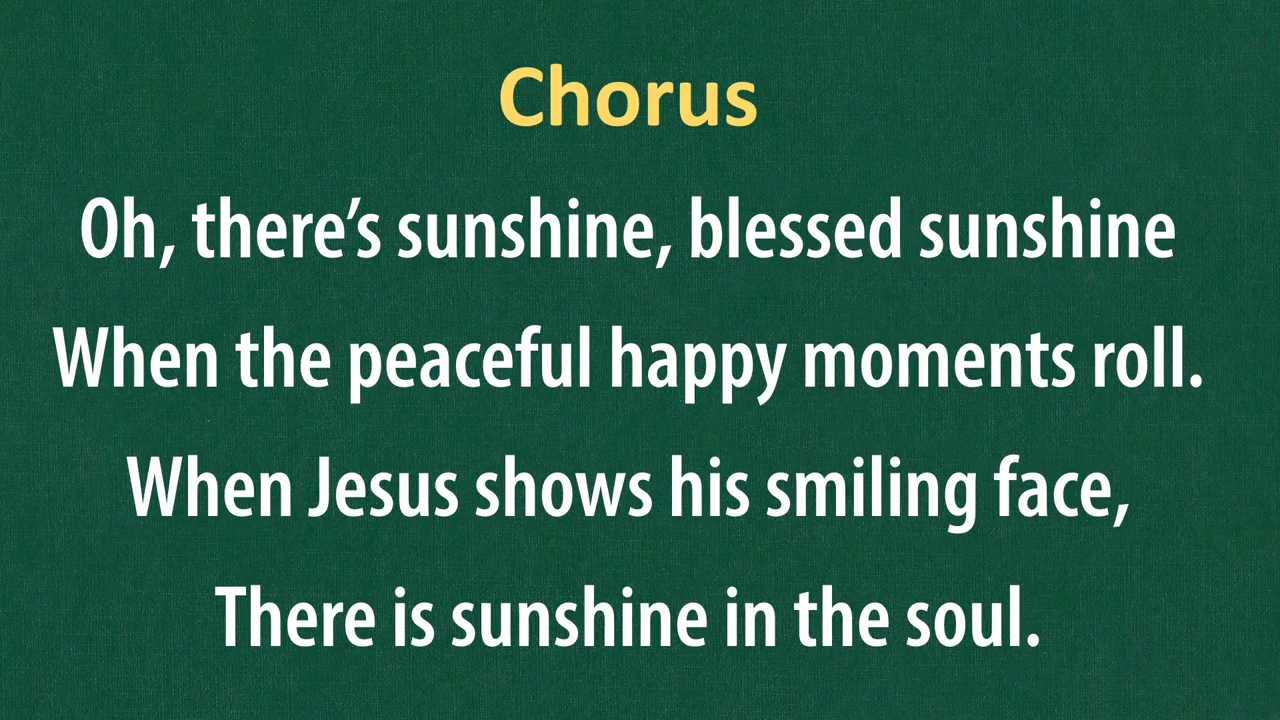 Chorus
Oh, there’s sunshine, blessed sunshine
When the peaceful happy moments roll.
When Jesus shows his smiling face,
There is sunshine in the soul.